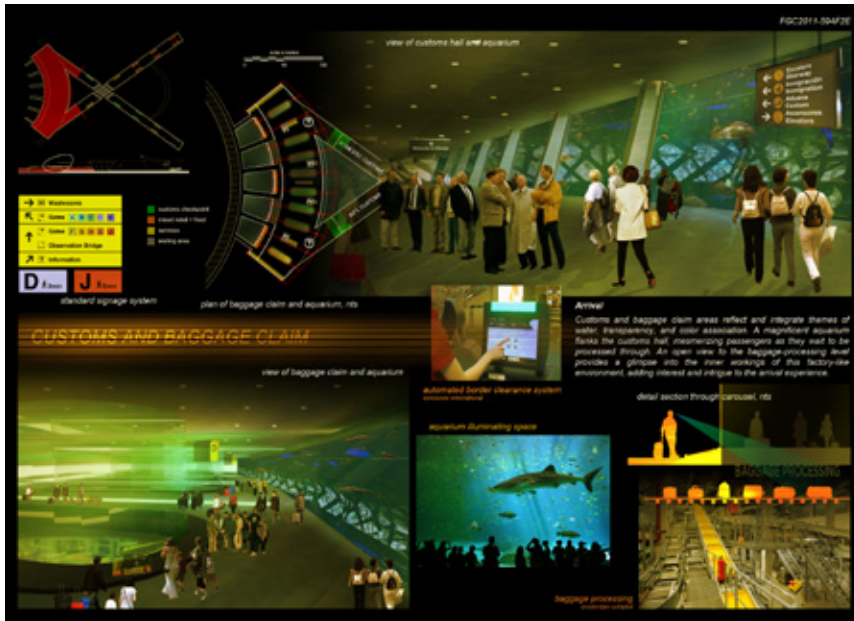 FGC2011-594F2E
view of customs hall and aquarium
customs checkpoint
services
waiting area
Washrooms
Gates
Gates
Observation Bridge
Information
D
J
standard signage system
plan of baggage claim and aquarium, nts
CUSTOMS AND BAGGAGE CLAIM
view of baggage claim and aquarium
automated border clearance system
aquarium illuminating space
Arrival
Customs and baggage claim areas reflect and integrate themes of
water, transparency, and color association. A magnificent aquarium
flanks the customs hall, mesmerizing passengers as they wait to be
processed through. An open view to the baggage-processing level
provides a glimpse into the inner workings of this factory-like
environment, adding interest and intrigue to the arrival experience.
detail section through carousel, nts
BAGGAGE PROCESSING
baggage processing